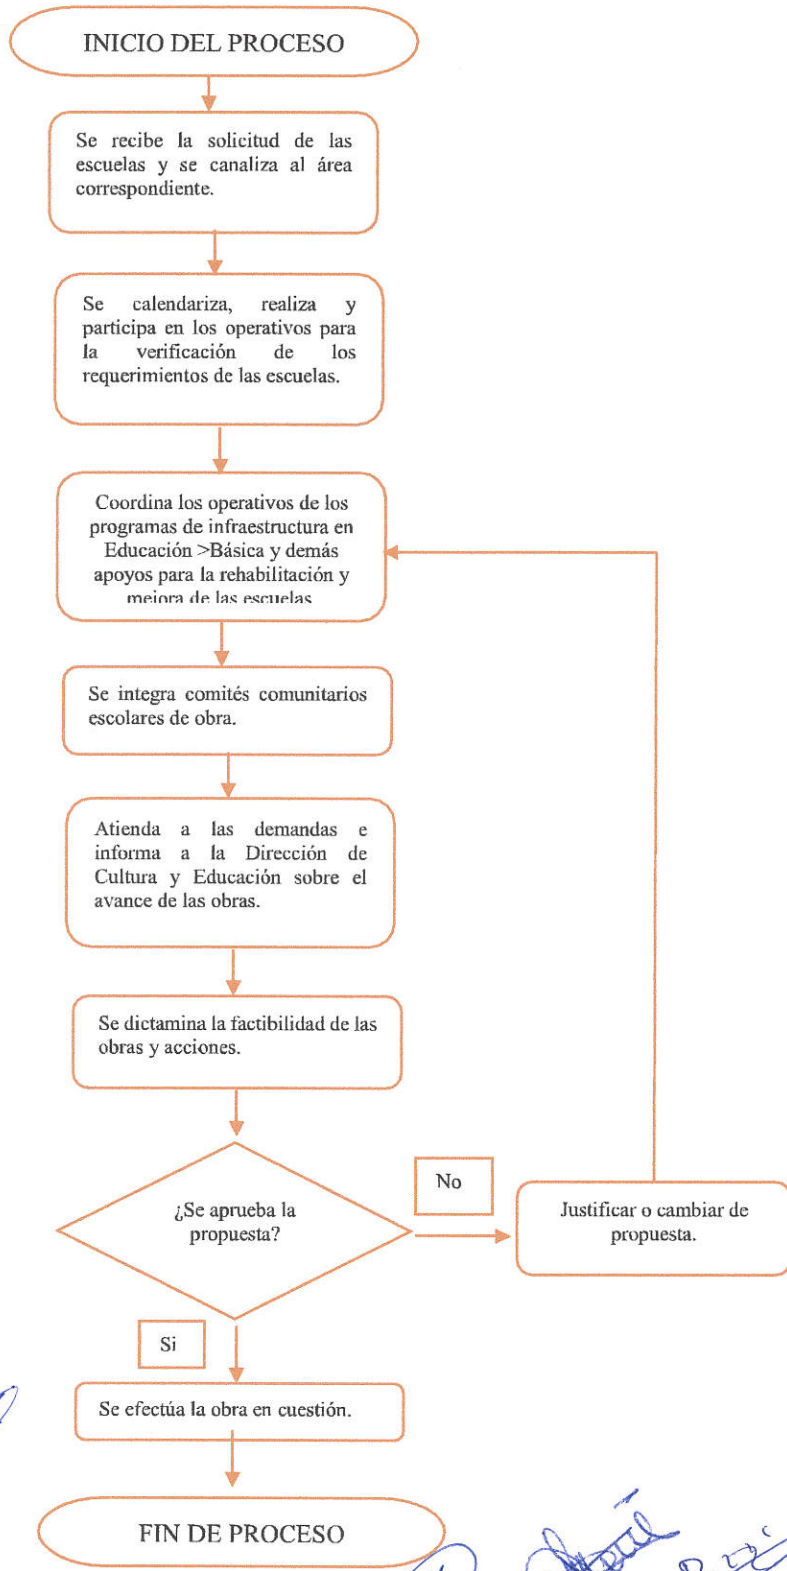 INICIO DEL PROCESO
Se recibe la solicitud de las
escuelas y se canaliza al área
correspondiente.
Se calendariza, realiza y
participa en los operativos para
la verificación de los
requerimientos de las escuelas.
Coordina los operativos de los
programas de infraestructura en
Educación >Básica y demás
apoyos para la rehabilitación y
mejora de las escuelas
Se integra comités comunitarios
escolares de obra.
Atienda a las demandas e
informa a la Dirección de
Cultura y Educación sobre el
avance de las obras.
Se dictamina la factibilidad de las
obras y acciones.
¿Se aprueba la
propuesta?
No
Justificar o cambiar de
propuesta.
Si
Se efectúa la obra en cuestión.
FIN DE PROCESO